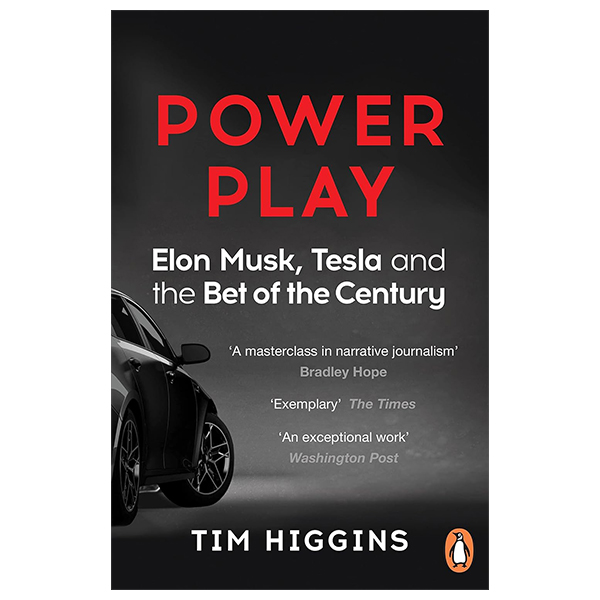 POWER
PLAY
Elon Musk, Tesla and
the Bet of the Century
‘A masterclass in narrative journalism’
Bradley Hope
‘Exemplary’ The Times
‘An exceptional work’
Washington Post
TIM HIGGINS